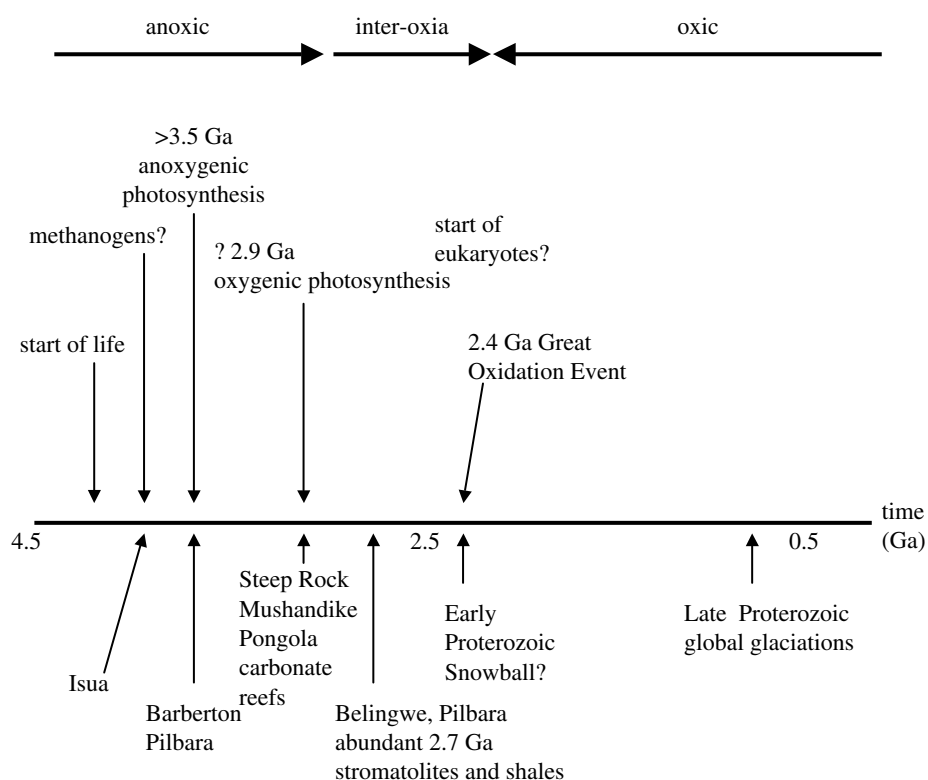 anoxic
inter-oxia
oxic
>3.5 Ga
anoxygenic
photosynthesis
methanogens?
? 2.9 Ga
oxygenic photosynthesis
start of
eukaryotes?
start of life
2.4 Ga Great
Oxidation Event
time
(Ga)
4.5
2.5
0.5
Isua
Barberton
Pilbara
Steep Rock
Mushandike
Pongola
carbonate
reefs
Belingwe, Pilbara
abundant 2.7 Ga
stromatolites and shales
Early
Proterozoic
Snowball?
Late Proterozoic
global glaciations